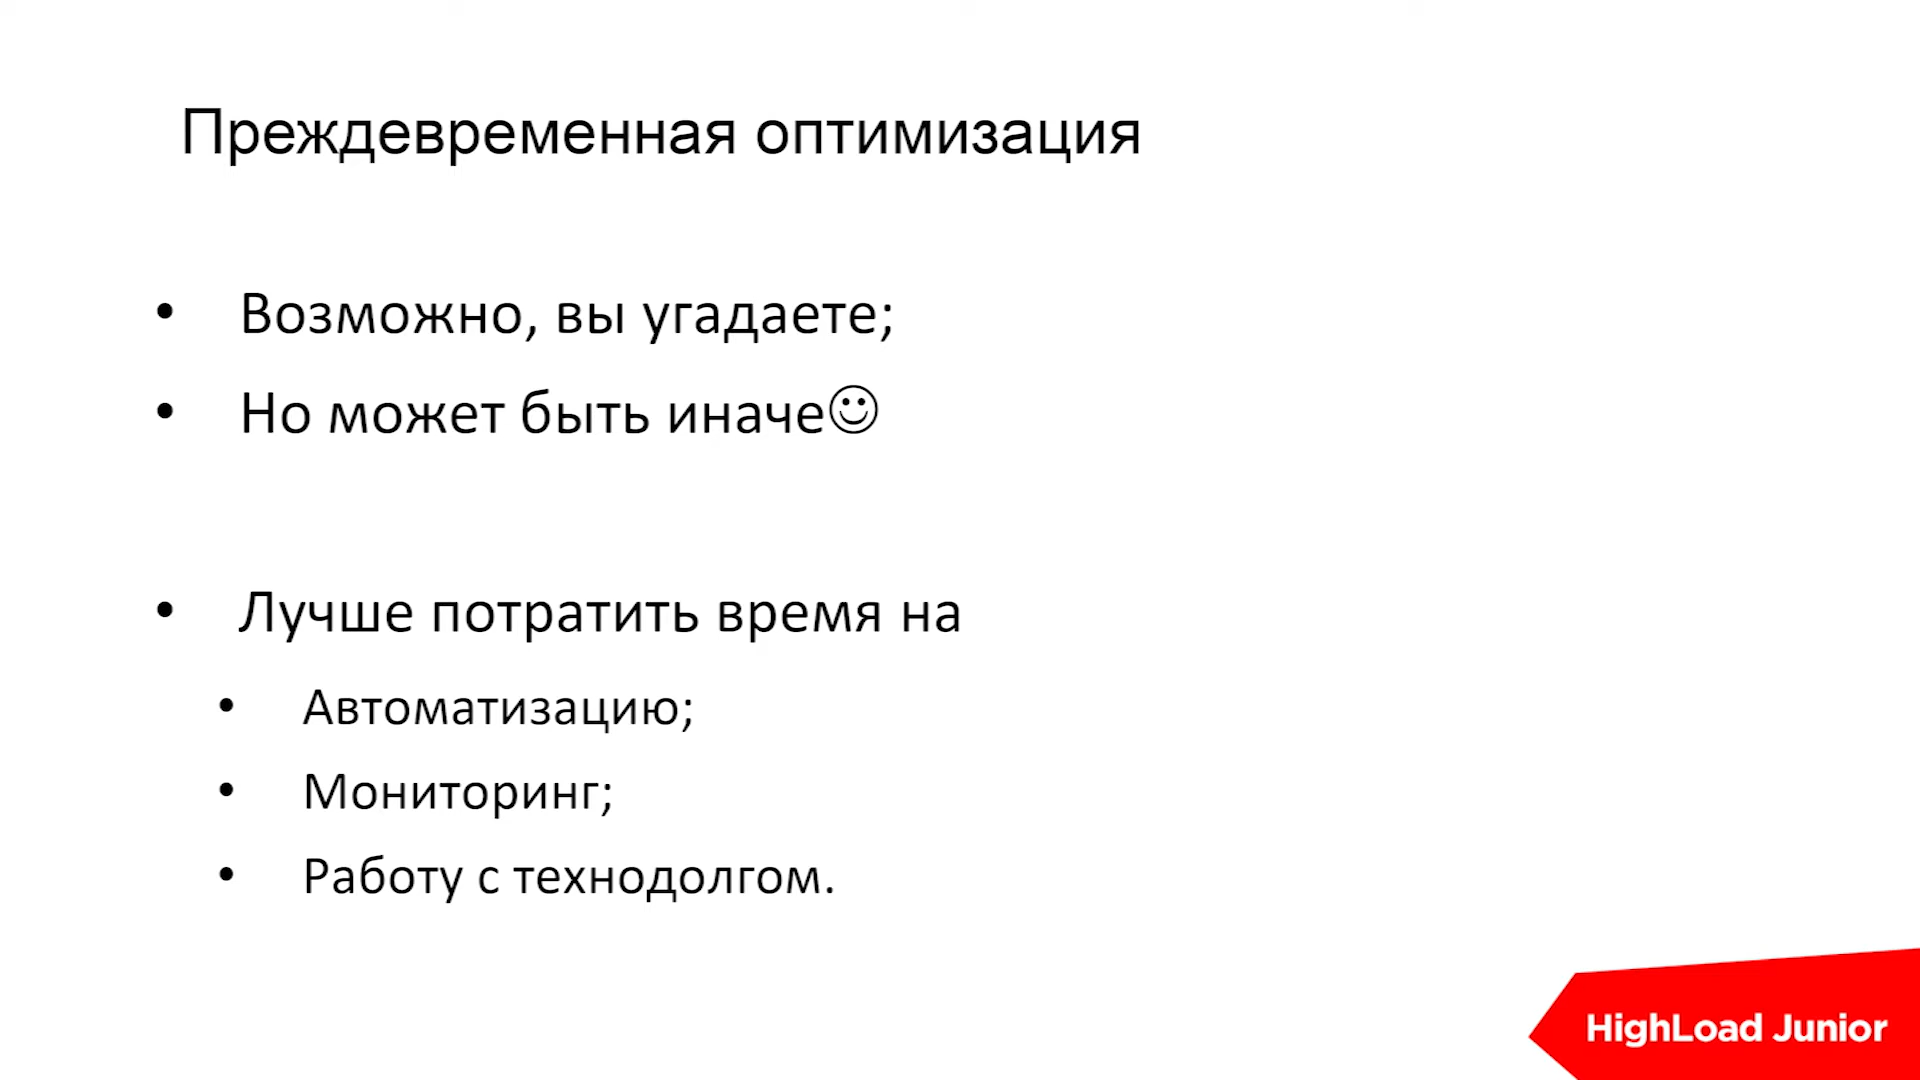 Преждевременная оптимизация
• Возможно, вы угадаете;
• Но может быть иначе☺
• Лучше потратить время на
• Автоматизацию;
• Мониторинг;
• Работу с технодолгом.
HighLoad Junior